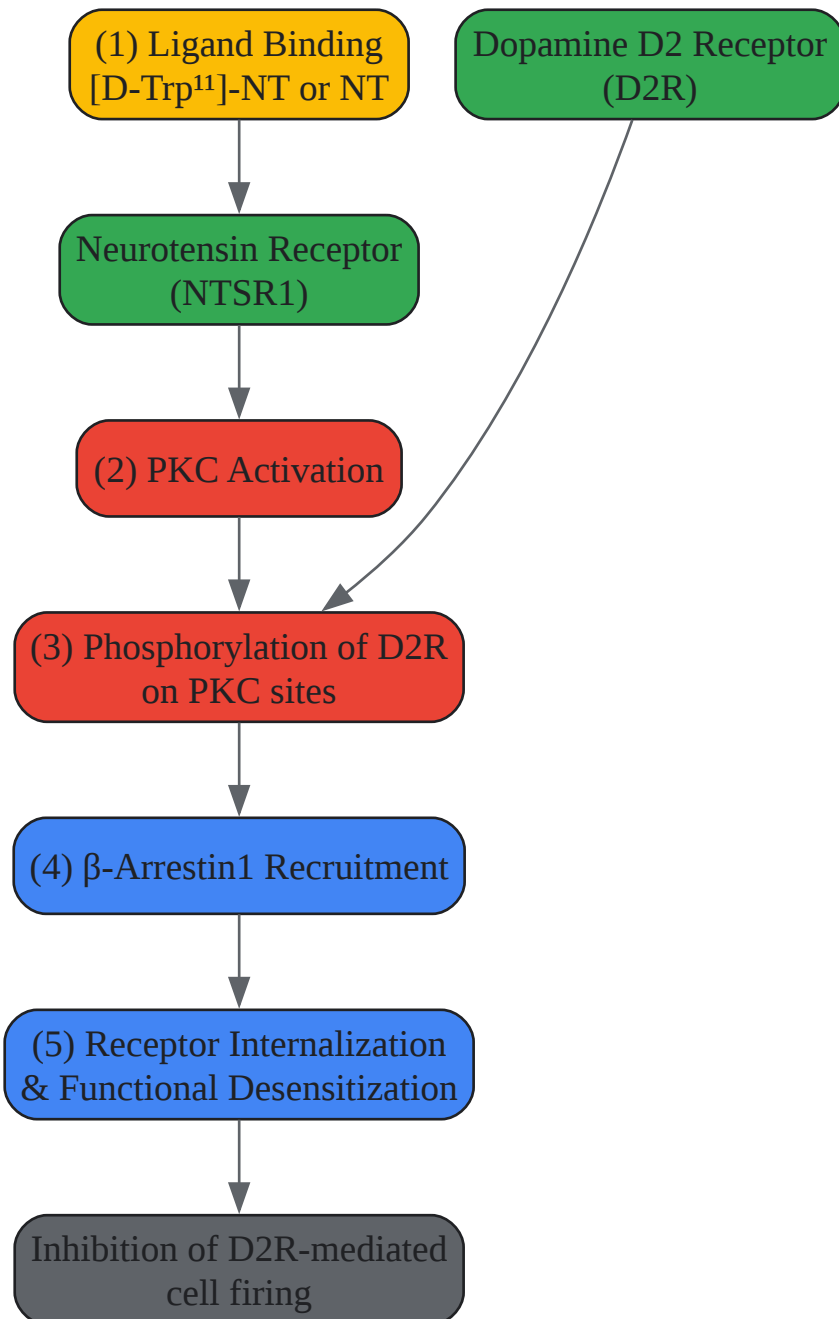 (1) Ligand Binding
[D-Trp¹¹]-NT or NT
Dopamine D2 Receptor
(D2R)
Neurotensin Receptor
(NTSR1)
(2) PKC Activation
(3) Phosphorylation of D2R
on PKC sites
(4) β-Arrestin1 Recruitment
(5) Receptor Internalization
& Functional Desensitization
Inhibition of D2R-mediated
cell firing